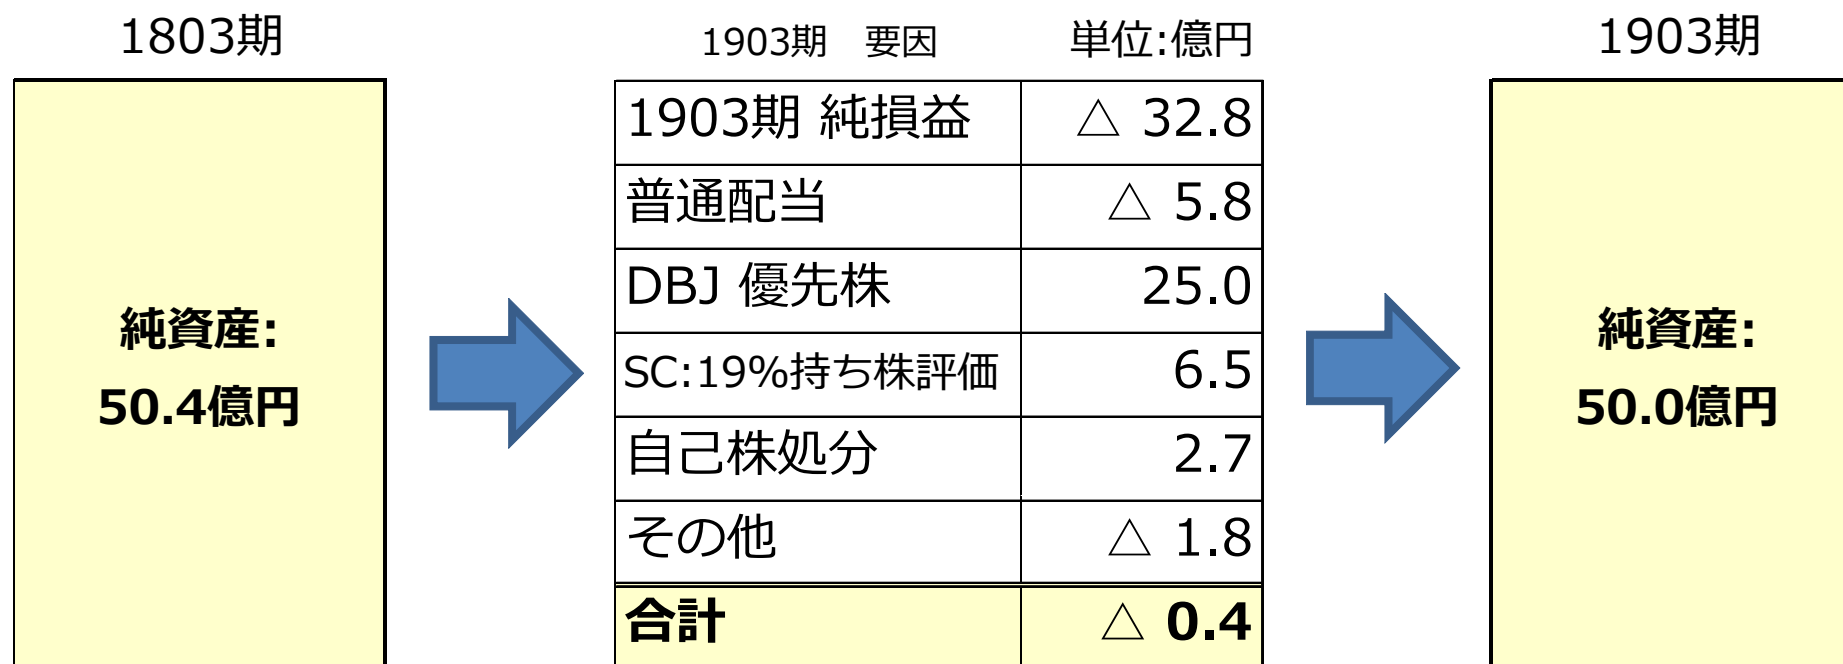 1803期
純資産:
50.4億円
1903期　要因　単位:億円
1903期 純損益　△ 32.8
普通配当　△ 5.8
DBJ 優先株　25.0
SC:19%持ち株評価　6.5
自己株処分　2.7
その他　△ 1.8
合計　△ 0.4
1903期
純資産:
50.0億円